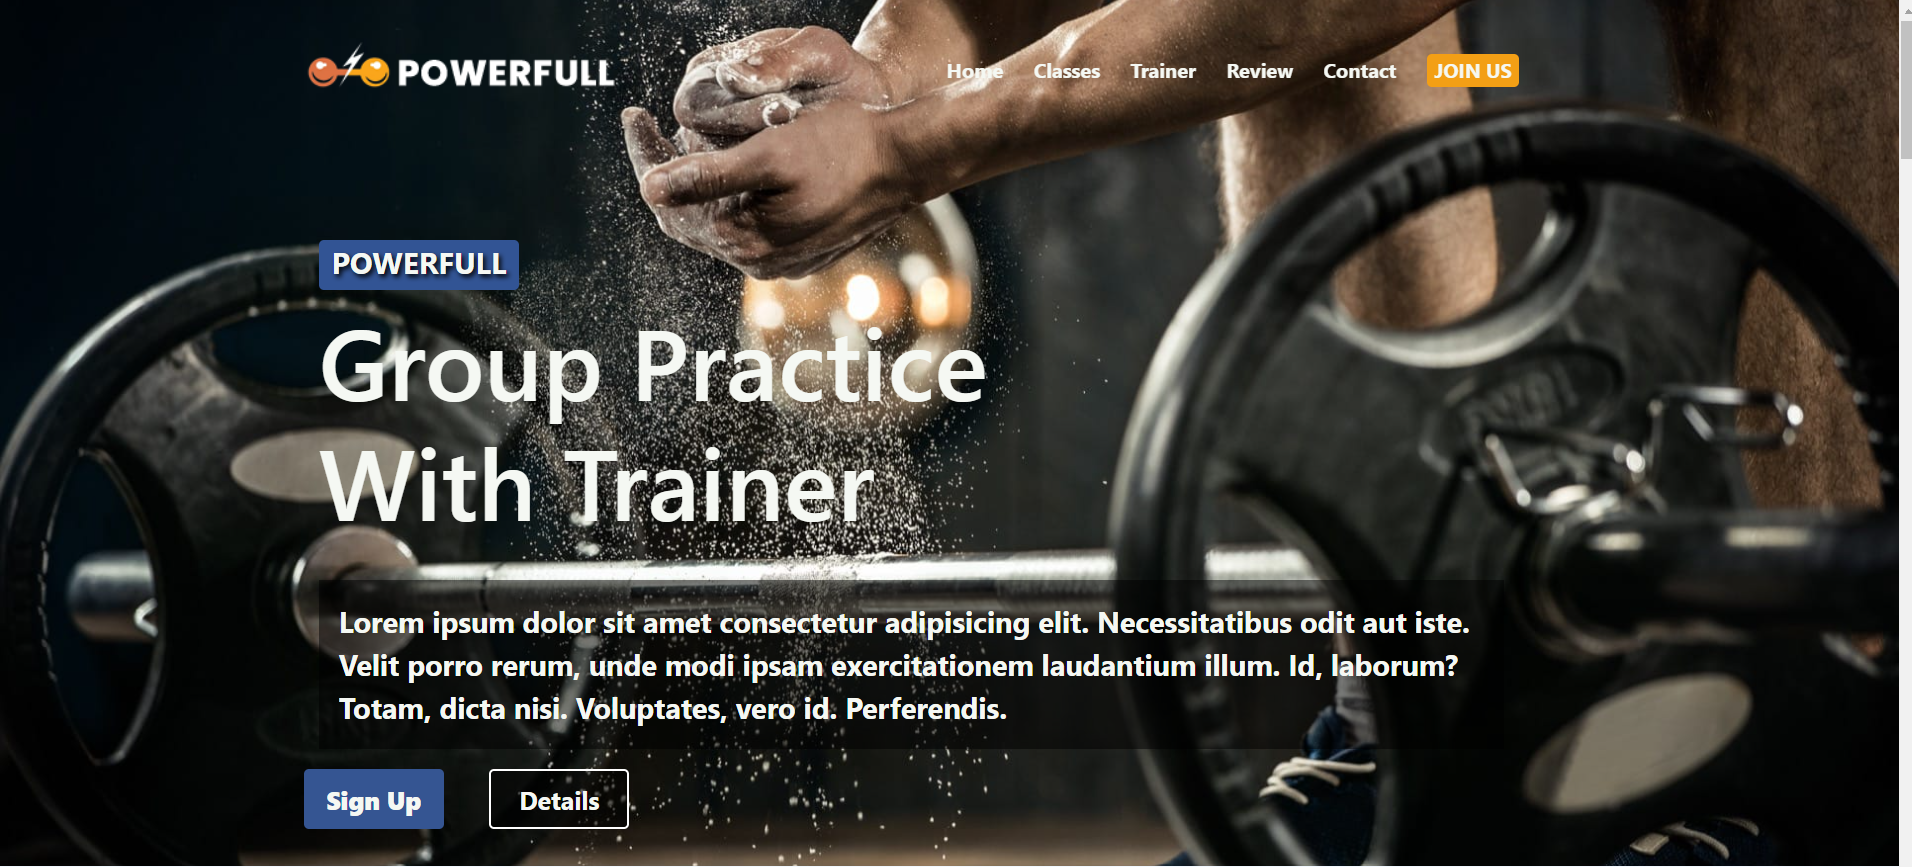 POWERFULL
Home Classes Trainer Review Contact JOIN US
POWERFULL
Group Practice
With Trainer
Lorem ipsum dolor sit amet consectetur adipisicing elit. Necessitatibus odit aut iste.
Velit porro rerum, unde modi ipsam exercitationem laudantium illum. Id, laborum?
Totam, dicta nisi. Voluptates, vero id. Perferendis.
Sign Up Details